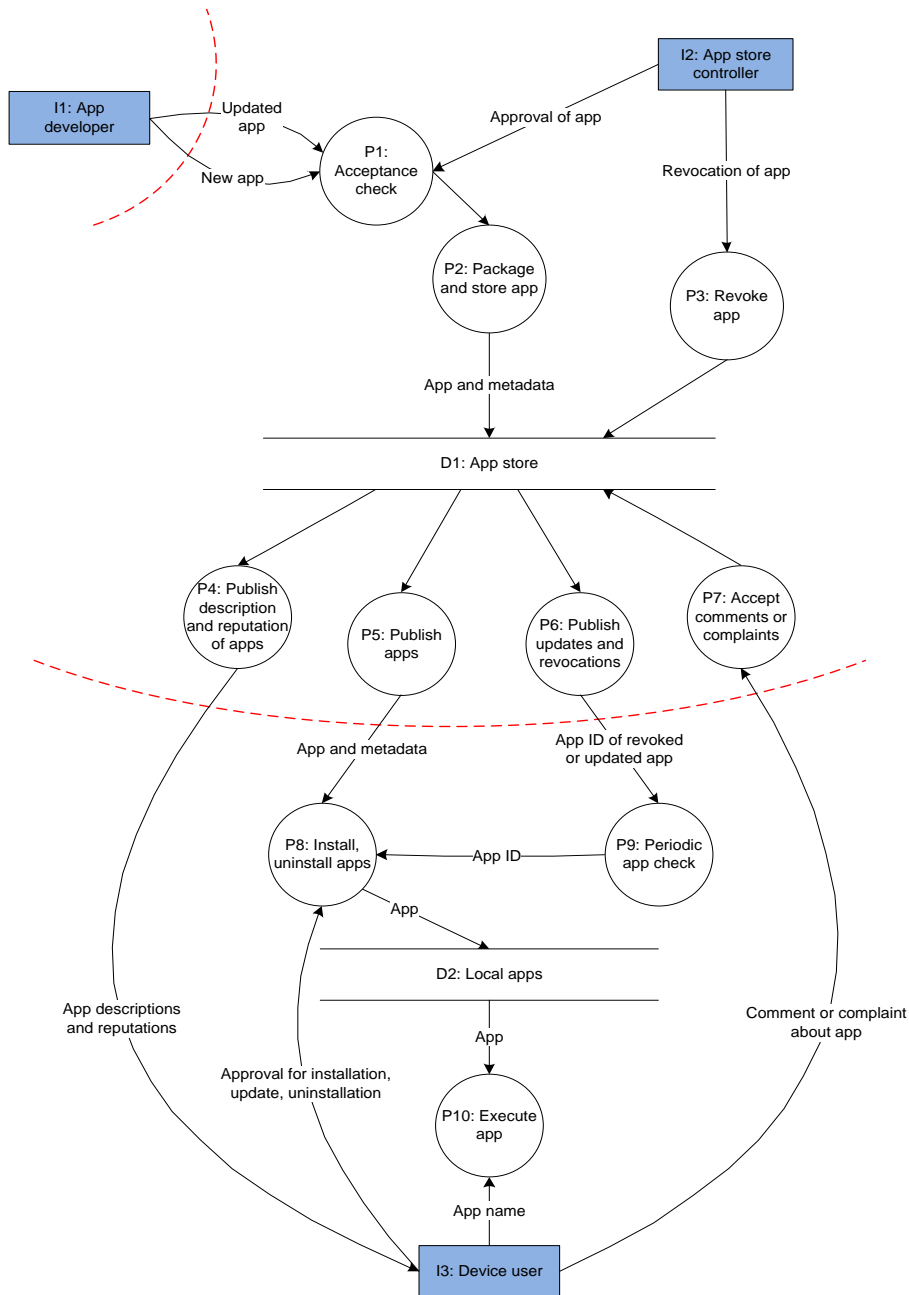 I2: App store
controller
I1: App
developer
Updated
app
Approval of app
P1:
Acceptance
check
New app
Revocation of app
P2: Package
and store app
P3: Revoke
app
App and metadata
D1: App store
P4: Publish
description
and reputation
of apps
P5: Publish
apps
P6: Publish
updates and
revocations
P7: Accept
comments or
complaints
App and metadata
App ID of revoked
or updated app
P8: Install,
uninstall apps
App ID
P9: Periodic
app check
App
D2: Local apps
App descriptions
and reputations
App
Comment or complaint
about app
Approval for installation,
update, uninstallation
P10: Execute
app
App name
I3: Device user